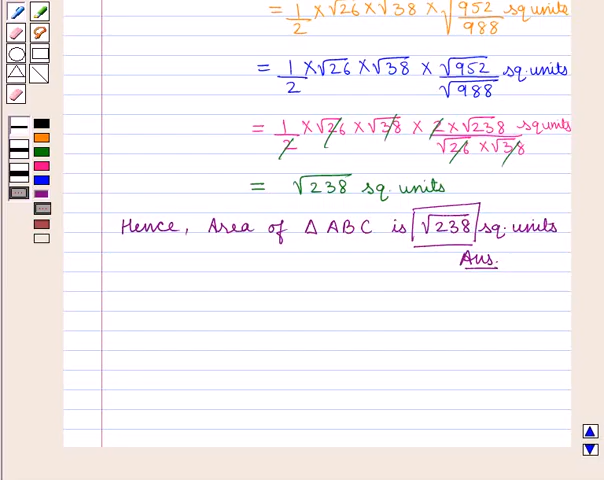 = 1/2 × √26 × √38 × √952/988 sq units
= 1/2 × √26 × √38 × √952/√988 sq. units
= 1/2 × √26 × √38 × 2 × √238/√26 × √38 sq units
= √238 sq. units
Hence, Area of Δ ABC is √238 sq. units
Ans.